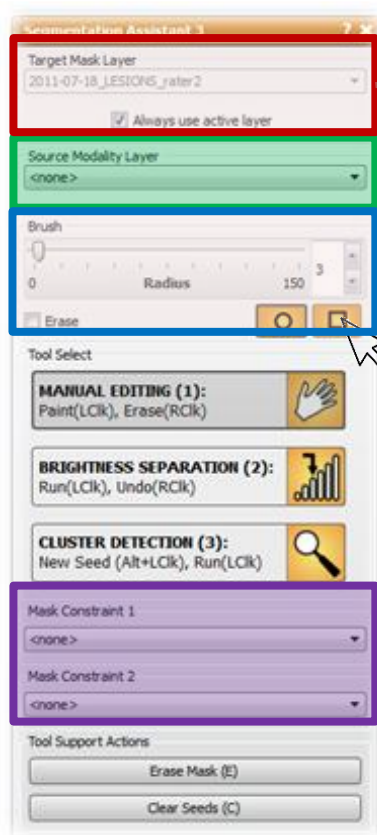 Segmentation Assistant 1 ? X
Target Mask Layer
2011-07-18_LESIONS_rater2
Always use active layer
Source Modality Layer
<none>
Brush
0 Radius 150 3
Erase
Tool Select
MANUAL EDITING (1):
Paint(LClk), Erase(RClk)
BRIGHTNESS SEPARATION (2):
Run(LClk), Undo(RClk)
CLUSTER DETECTION (3):
New Seed (Alt+LClk), Run(LClk)
Mask Constraint 1
<none>
Mask Constraint 2
<none>
Tool Support Actions
Erase Mask (E)
Clear Seeds (C)